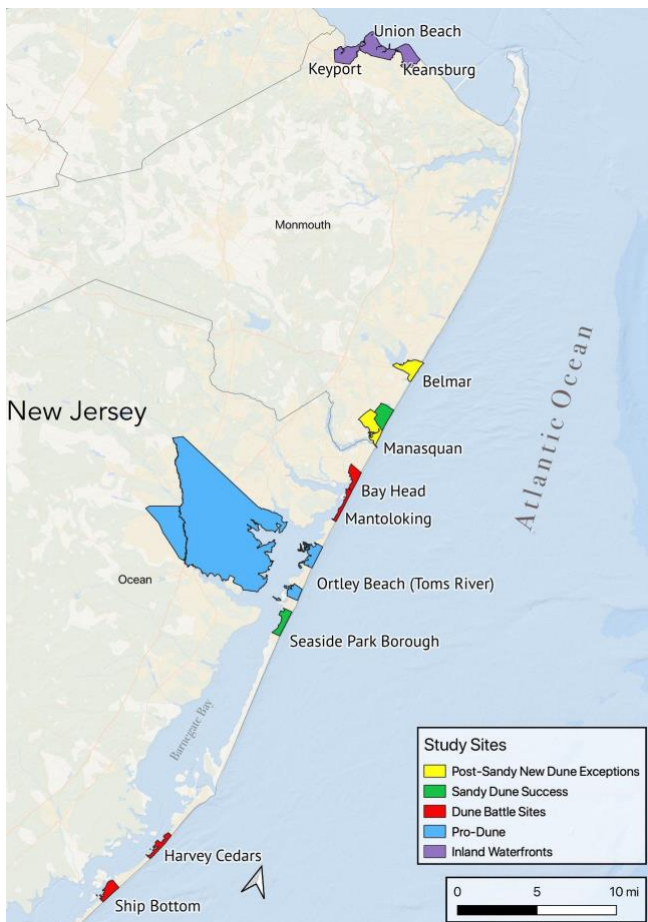 Union Beach
Keyport
Keansburg
Monmouth
Belmar
New Jersey
Manasquan
Atlantic Ocean
Bay Head
Mantoloking
Ocean
Ortley Beach (Toms River)
Seaside Park Borough
Barnegate Bay
Study Sites
Post-Sandy New Dune Exceptions
Sandy Dune Success
Dune Battle Sites
Pro-Dune
Inland Waterfronts
Harvey Cedars
Ship Bottom
0 5 10 mi